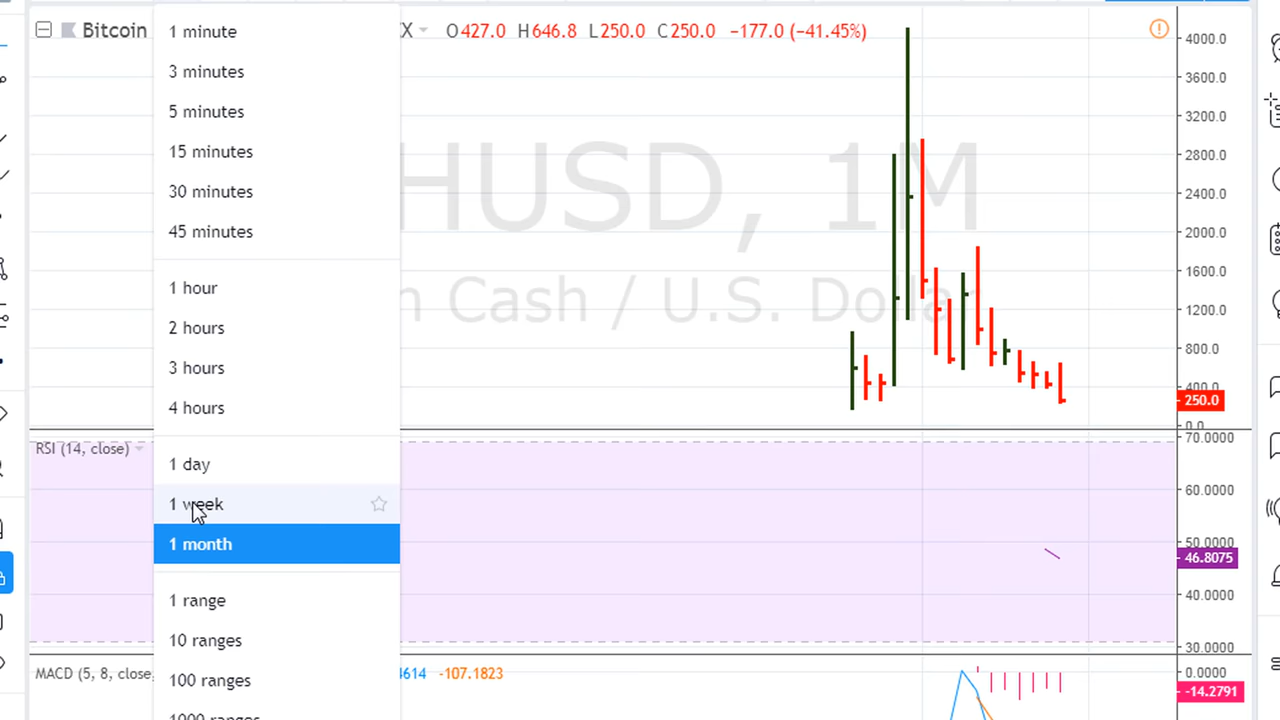 Bitcoin X O427.0 H646.8 L250.0 C250.0 −177.0 (−41.45%)
1 minute
3 minutes
5 minutes
15 minutes
30 minutes
45 minutes
1 hour
2 hours
3 hours
4 hours
1 day
1 week
1 month
1 range
10 ranges
100 ranges
1000 ranges
HUSD, 1M
n Cash / U.S. Dollar
4000.0
3600.0
3200.0
2800.0
2400.0
2000.0
1600.0
1200.0
800.0
400.0
250.0
0.0
RSI (14, close)
70.0000
60.0000
50.0000
46.8075
40.0000
30.0000
MACD (5, 8, close, 4614 -107.1823
0.0000
-14.2791